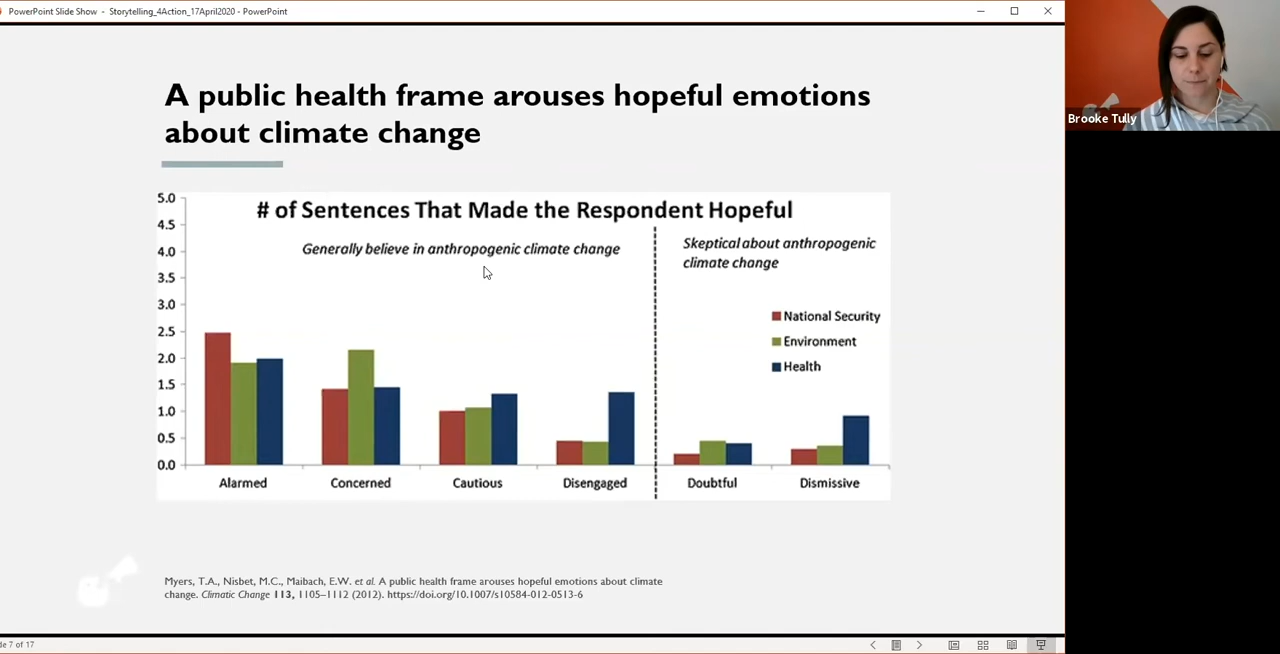 PowerPoint Slide Show - Storytelling_4Action_17April2020 - PowerPoint
Brooke Tully
A public health frame arouses hopeful emotions
about climate change
# of Sentences That Made the Respondent Hopeful
Generally believe in anthropogenic climate change
Skeptical about anthropogenic
climate change
5.0
4.5
4.0
3.5
3.0
2.5
2.0
1.5
1.0
0.5
0.0
National Security
Environment
Health
Alarmed Concerned Cautious Disengaged Doubtful Dismissive
Myers, T.A., Nisbet, M.C., Maibach, E.W. et al. A public health frame arouses hopeful emotions about climate
change. Climatic Change 113, 1105–1112 (2012). https://doi.org/10.1007/s10584-012-0513-6
de 7 of 17